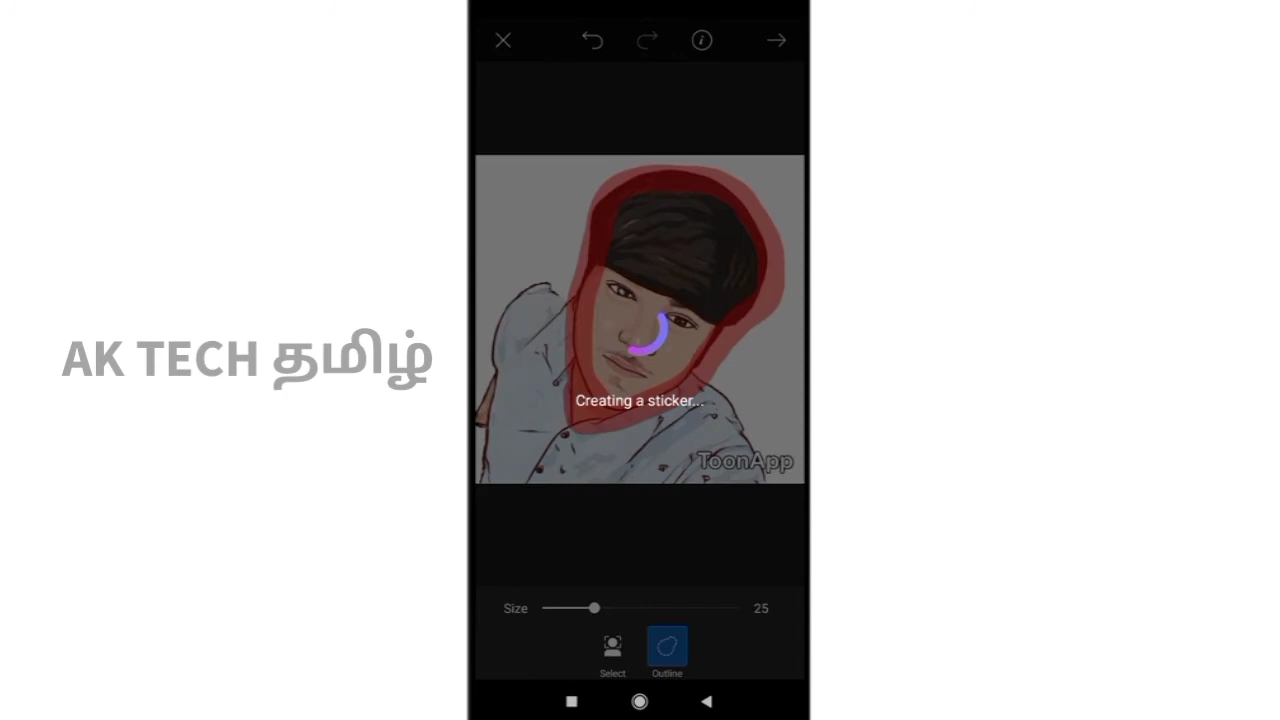 AK TECH தமிழ்
Creating a sticker...
ToonApp
Size 25
Select Outline